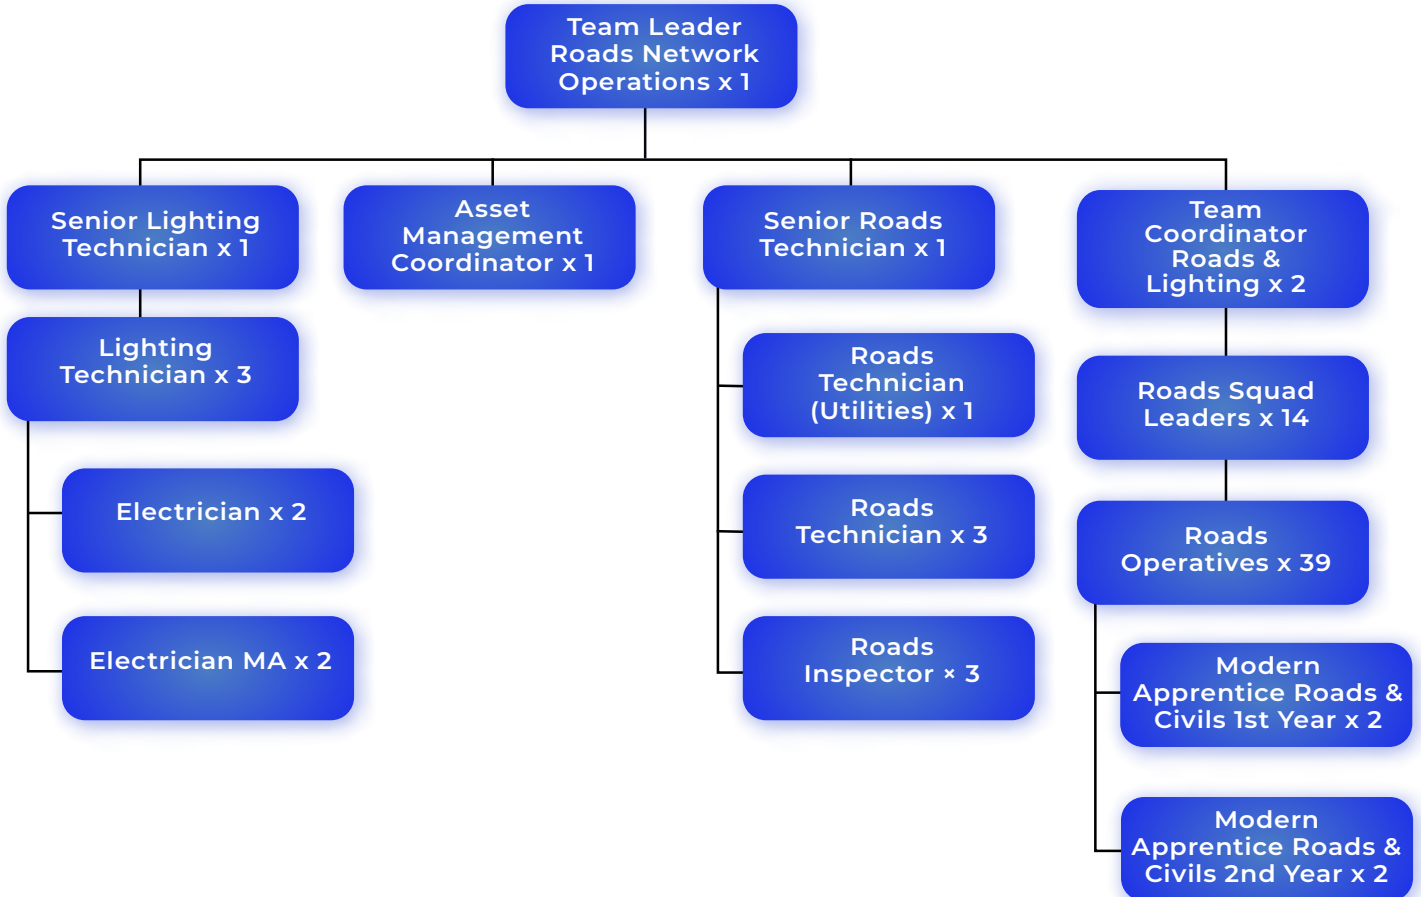 Team Leader
Roads Network
Operations x 1
Senior Lighting
Technician x 1
Asset
Management
Coordinator x 1
Senior Roads
Technician x 1
Team
Coordinator
Roads &
Lighting x 2
Lighting
Technician x 3
Roads
Technician
(Utilities) x 1
Roads Squad
Leaders x 14
Electrician x 2
Roads
Technician x 3
Roads
Operatives x 39
Electrician MA x 2
Roads
Inspector × 3
Modern
Apprentice Roads &
Civils 1st Year x 2
Modern
Apprentice Roads &
Civils 2nd Year x 2